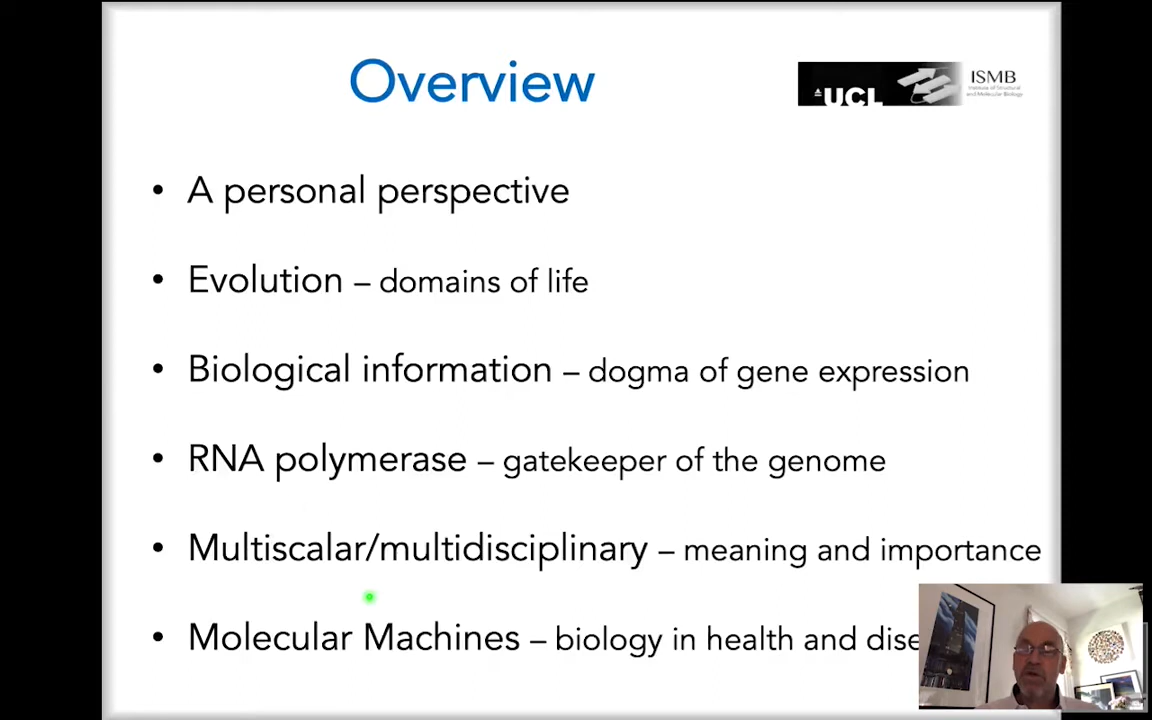 Overview
UCL
ISMB
Institute of Structural
and Molecular Biology
• A personal perspective
• Evolution – domains of life
• Biological information – dogma of gene expression
• RNA polymerase – gatekeeper of the genome
• Multiscalar/multidisciplinary – meaning and importance
• Molecular Machines – biology in health and dise